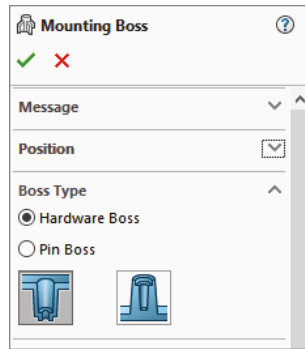 Mounting Boss
Message
Position
Boss Type
Hardware Boss
Pin Boss